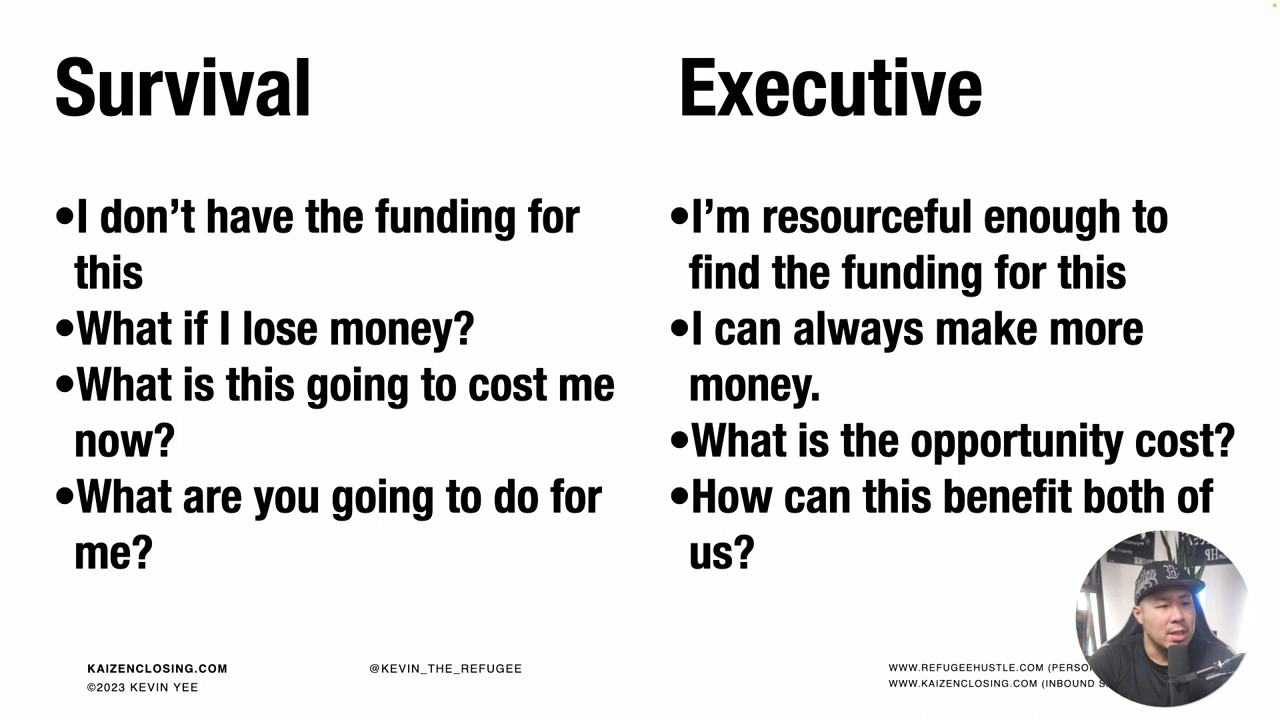 Survival
•I don’t have the funding for
this
•What if I lose money?
•What is this going to cost me
now?
•What are you going to do for
me?
Executive
•I’m resourceful enough to
find the funding for this
•I can always make more
money.
•What is the opportunity cost?
•How can this benefit both of
us?
KAIZENCLOSING.COM
©2023 KEVIN YEE
@KEVIN_THE_REFUGEE
WWW.REFUGEEHUSTLE.COM
WWW.KAIZENCLOSING.COM (INBOUND